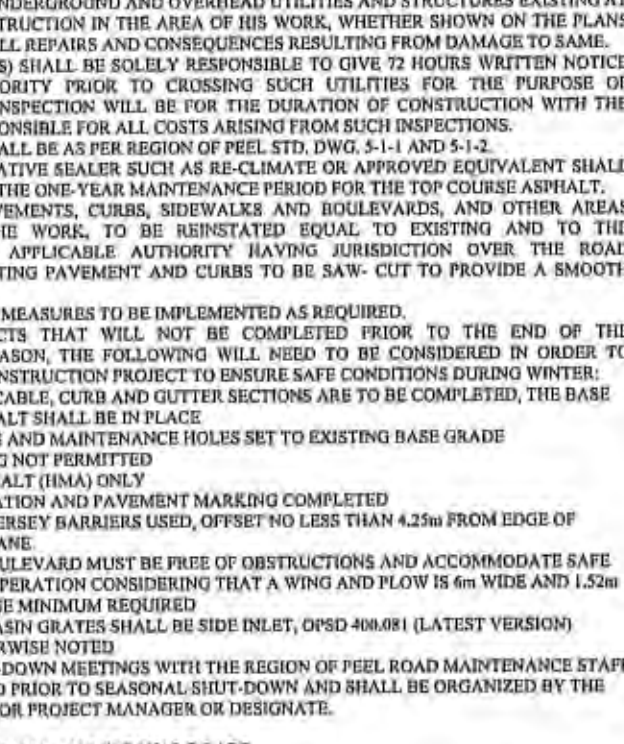 UNDERGROUND AND OVERHEAD UTILITIES AND STRUCTURES EXISTING AT
TRUCTION IN THE AREA OF HIS WORK, WHETHER SHOWN ON THE PLANS
LL REPAIRS AND CONSEQUENCES RESULTING FROM DAMAGE TO SAME.
S) SHALL BE SOLELY RESPONSIBLE TO GIVE 72 HOURS WRITTEN NOTICE
ORITY PRIOR TO CROSSING SUCH UTILITIES FOR THE PURPOSE OF
NSPECTION WILL BE FOR THE DURATION OF CONSTRUCTION WITH THE
ONSIBLE FOR ALL COSTS ARISING FROM SUCH INSPECTIONS.
ALL BE AS PER REGION OF PEEL STD. DWG. 5-1-1 AND 5-1-2.
ATIVE SEALER SUCH AS RE-CLIMATE OR APPROVED EQUIVALENT SHALL
THE ONE-YEAR MAINTENANCE PERIOD FOR THE TOP COURSE ASPHALT.
VEMENTS, CURBS, SIDEWALKS AND BOULEVARDS, AND OTHER AREAS
HE WORK, TO BE REINSTATED EQUAL TO EXISTING AND TO THE
APPLICABLE AUTHORITY HAVING JURISDICTION OVER THE ROAD
TING PAVEMENT AND CURBS TO BE SAW- CUT TO PROVIDE A SMOOTH
MEASURES TO BE IMPLEMENTED AS REQUIRED.
CTS THAT WILL NOT BE COMPLETED PRIOR TO THE END OF THE
EASON, THE FOLLOWING WILL NEED TO BE CONSIDERED IN ORDER TO
NSTRUCTION PROJECT TO ENSURE SAFE CONDITIONS DURING WINTER:
CABLE, CURB AND GUTTER SECTIONS ARE TO BE COMPLETED, THE BASE
ALT SHALL BE IN PLACE
E AND MAINTENANCE HOLES SET TO EXISTING BASE GRADE
G NOT PERMITTED
ALT (HMA) ONLY
ATION AND PAVEMENT MARKING COMPLETED
ERSEY BARRIERS USED, OFFSET NO LESS THAN 4.25m FROM EDGE OF
ANE
ULEVARD MUST BE FREE OF OBSTRUCTIONS AND ACCOMMODATE SAFE
PERATION CONSIDERING THAT A WING AND PLOW IS 6m WIDE AND 1.52m
E MINIMUM REQUIRED
ASIN GRATES SHALL BE SIDE INLET, OPSD 400.081 (LATEST VERSION)
RWISE NOTED
-DOWN MEETINGS WITH THE REGION OF PEEL ROAD MAINTENANCE STAFF
D PRIOR TO SEASONAL SHUT-DOWN AND SHALL BE ORGANIZED BY THE
OR PROJECT MANAGER OR DESIGNATE.